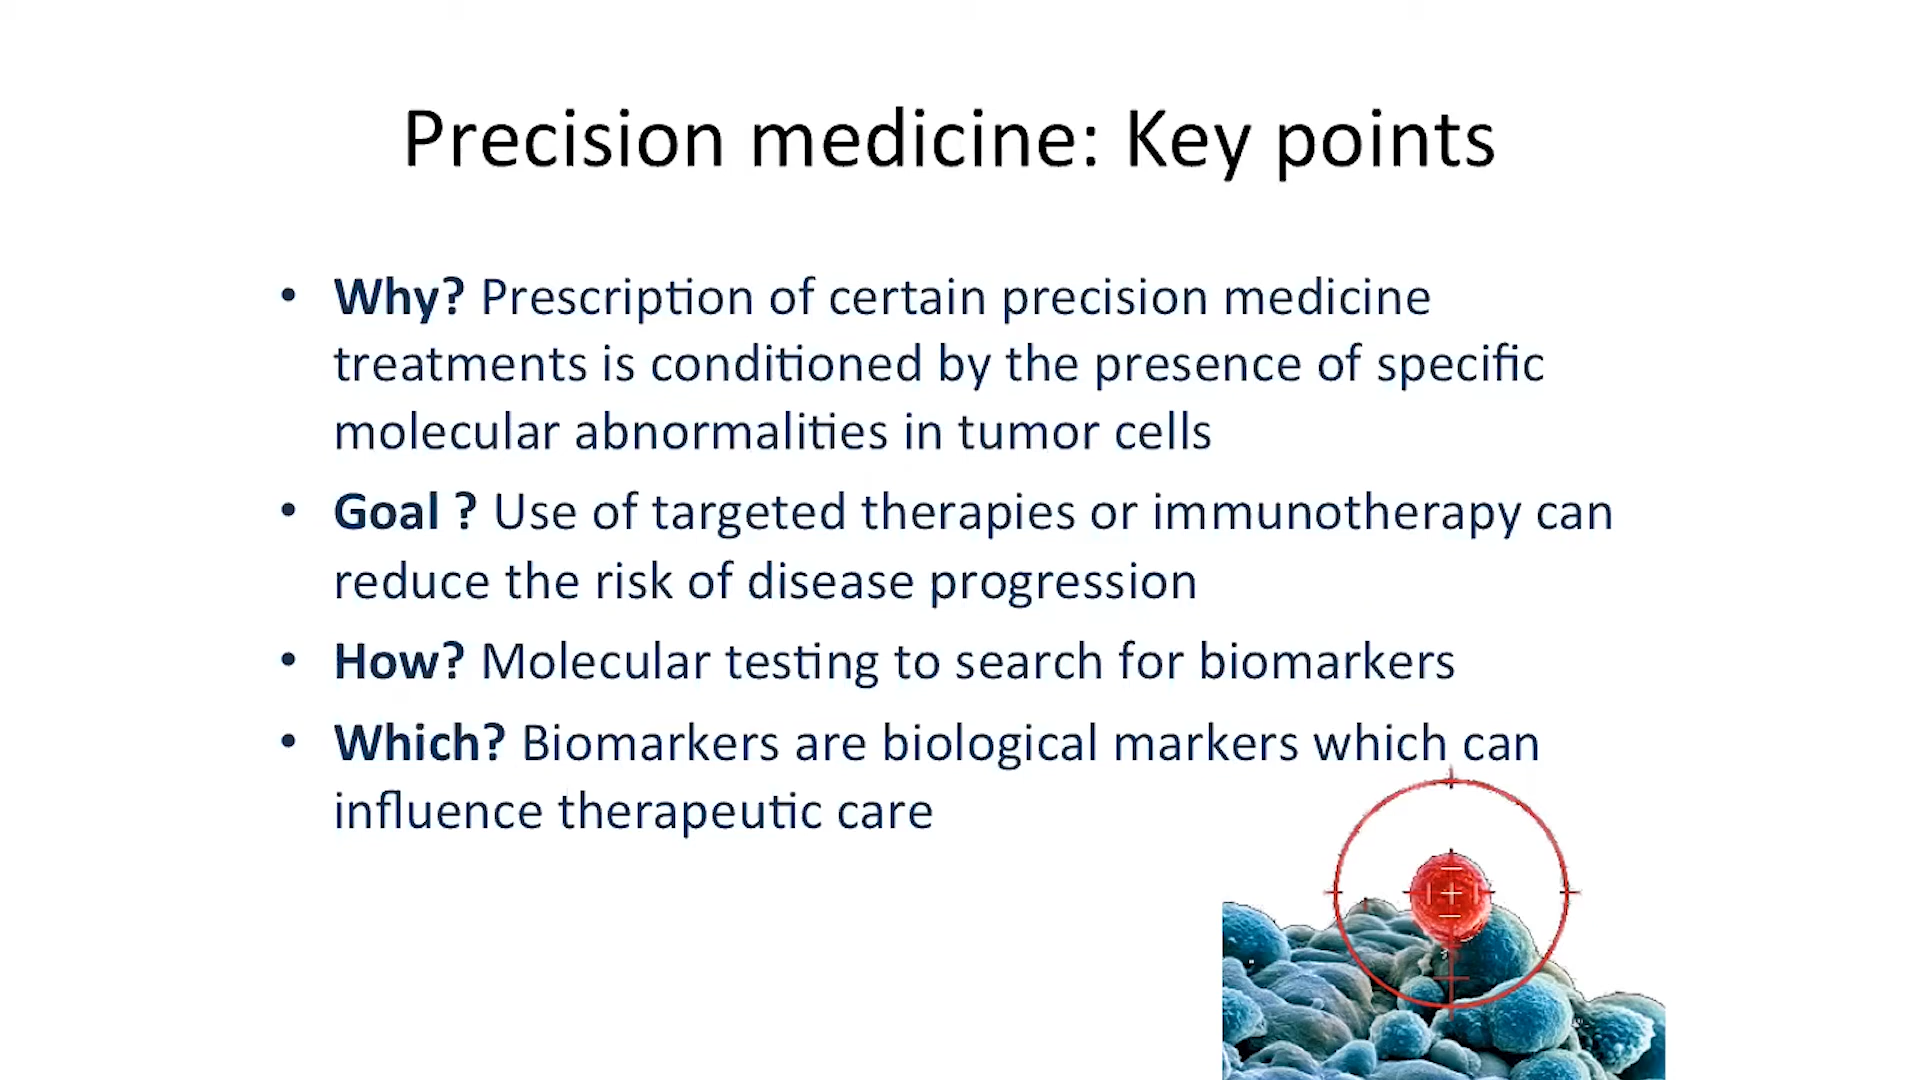 Precision medicine: Key points
• Why? Prescription of certain precision medicine
treatments is conditioned by the presence of specific
molecular abnormalities in tumor cells
• Goal ? Use of targeted therapies or immunotherapy can
reduce the risk of disease progression
• How? Molecular testing to search for biomarkers
• Which? Biomarkers are biological markers which can
influence therapeutic care